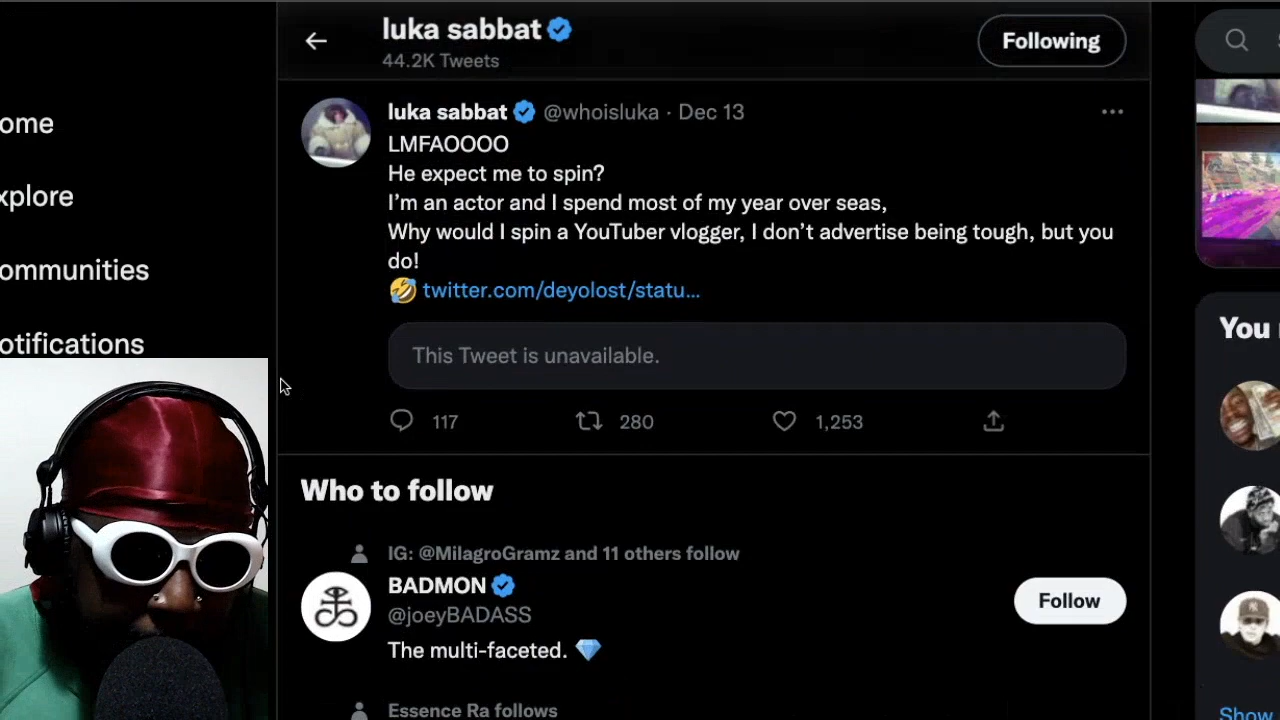 luka sabbat
44.2K Tweets
Following
ome
xplore
ommunities
otifications
luka sabbat @whoisluka · Dec 13
LMFAOOOO
He expect me to spin?
I'm an actor and I spend most of my year over seas,
Why would I spin a YouTuber vlogger, I don't advertise being tough, but you
do!
🤣 twitter.com/deyolost/statu...
This Tweet is unavailable.
117 280 1,253
Who to follow
IG: @MilagroGramz and 11 others follow
BADMON
@joeyBADASS
Follow
The multi-faceted. 💎
Essence Ra follows
You
Show